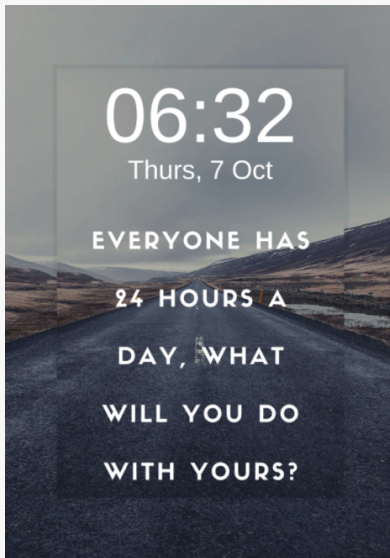 06:32
Thurs, 7 Oct
EVERYONE HAS
24 HOURS A
DAY, WHAT
WILL YOU DO
WITH YOURS?